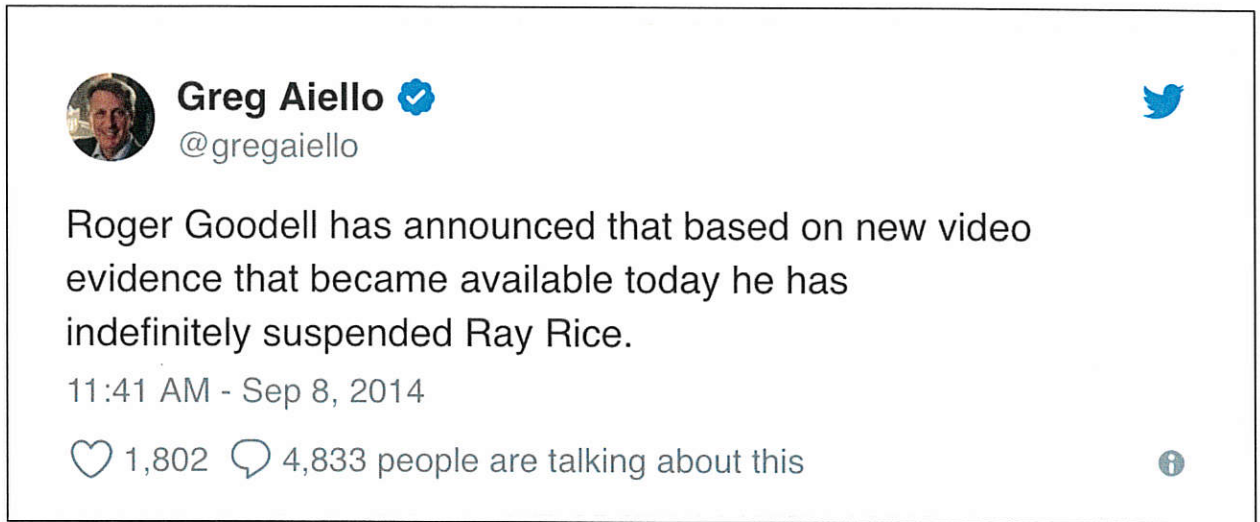 Greg Aiello
@gregaiello
Roger Goodell has announced that based on new video
evidence that became available today he has
indefinitely suspended Ray Rice.
11:41 AM - Sep 8, 2014
1,802 4,833 people are talking about this